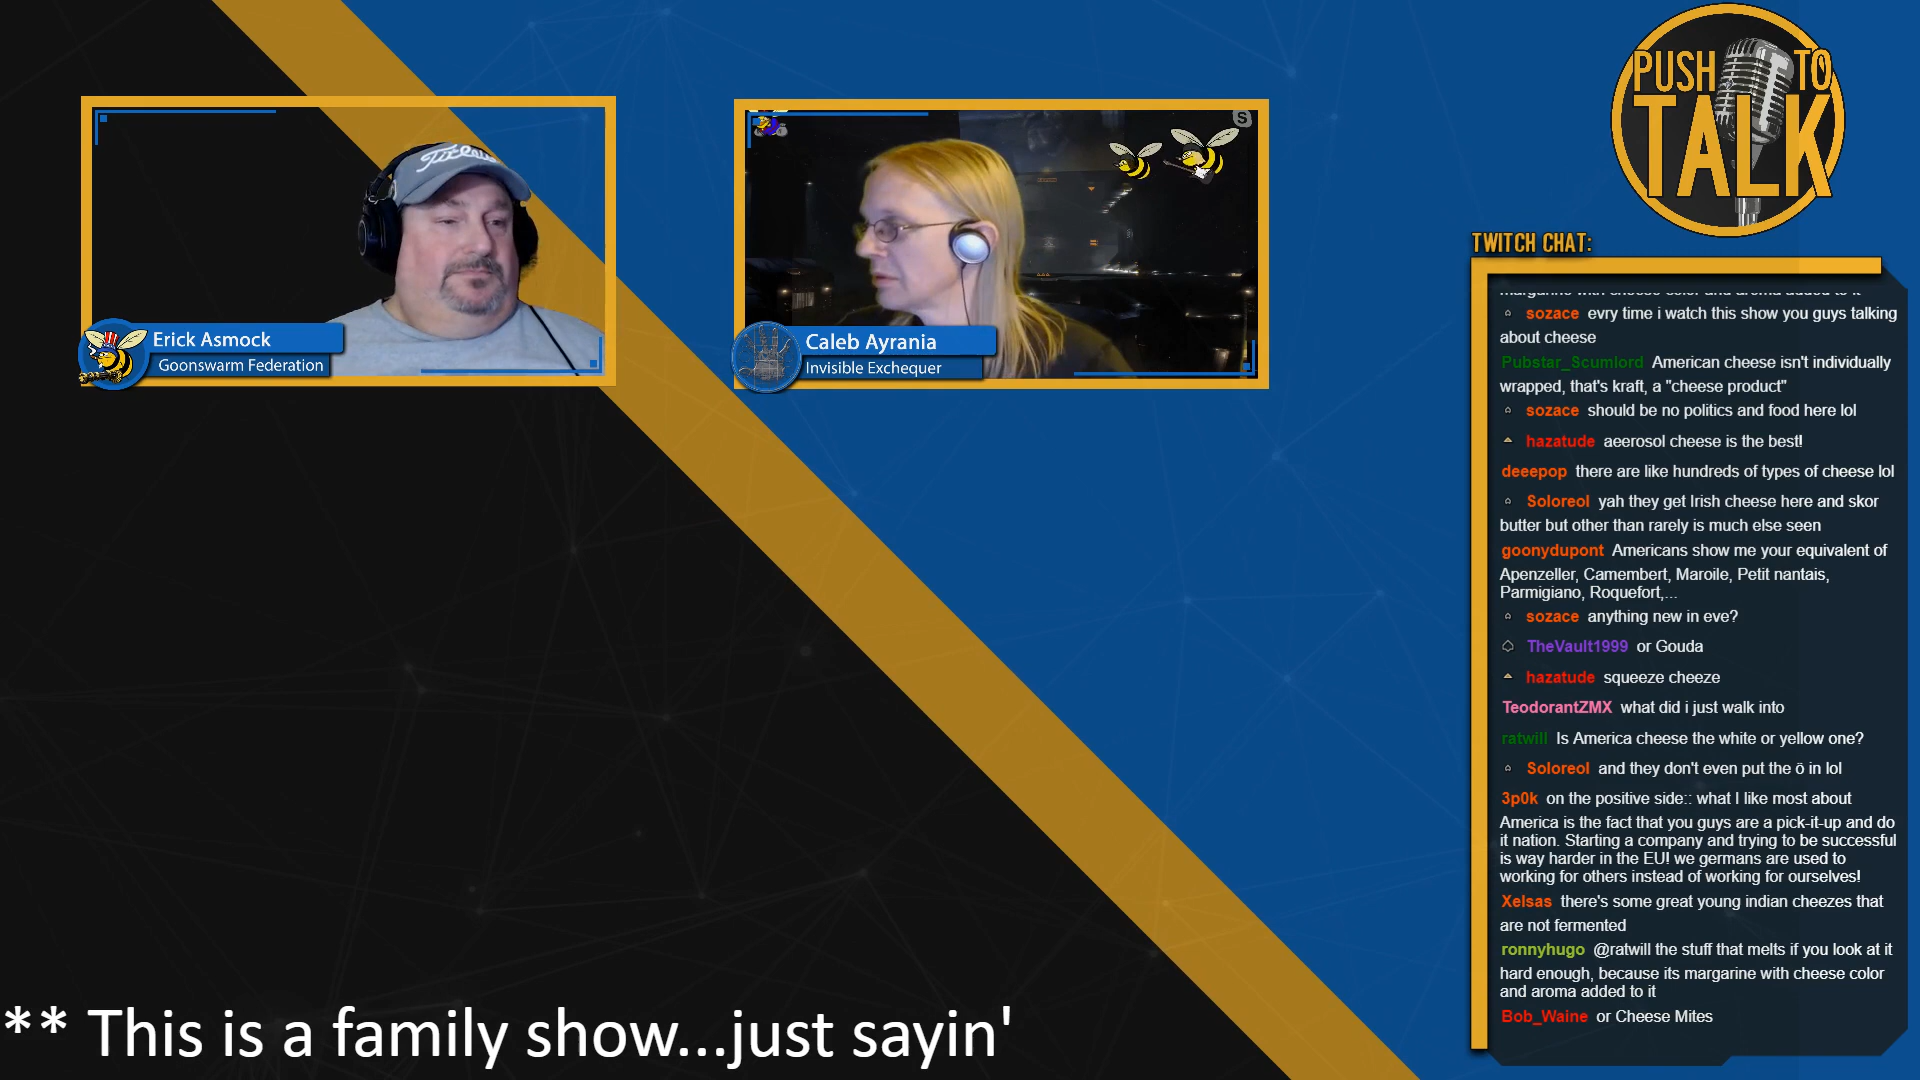 PUSH TO
TALK
Titleist
S
Erick Asmock
Goonswarm Federation
Caleb Ayrania
Invisible Exchequer
TWITCH CHAT:
margarine with cheese color and aroma added to it
sozace evry time i watch this show you guys talking
about cheese
Pubstar_Scumlord American cheese isn't individually
wrapped, that's kraft, a "cheese product"
sozace should be no politics and food here lol
hazatude aeerosol cheese is the best!
deeepop there are like hundreds of types of cheese lol
Soloreol yah they get Irish cheese here and skor
butter but other than rarely is much else seen
goonydupont Americans show me your equivalent of
Apenzeller, Camembert, Maroile, Petit nantais,
Parmigiano, Roquefort,...
sozace anything new in eve?
TheVault1999 or Gouda
hazatude squeeze cheeze
TeodorantZMX what did i just walk into
ratwill Is America cheese the white or yellow one?
Soloreol and they don't even put the ö in lol
3p0k on the positive side:: what I like most about
America is the fact that you guys are a pick-it-up and do
it nation. Starting a company and trying to be successful
is way harder in the EU! we germans are used to
working for others instead of working for ourselves!
Xelsas there's some great young indian cheezes that
are not fermented
ronnyhugo @ratwill the stuff that melts if you look at it
hard enough, because its margarine with cheese color
and aroma added to it
Bob_Waine or Cheese Mites
** This is a family show...just sayin'